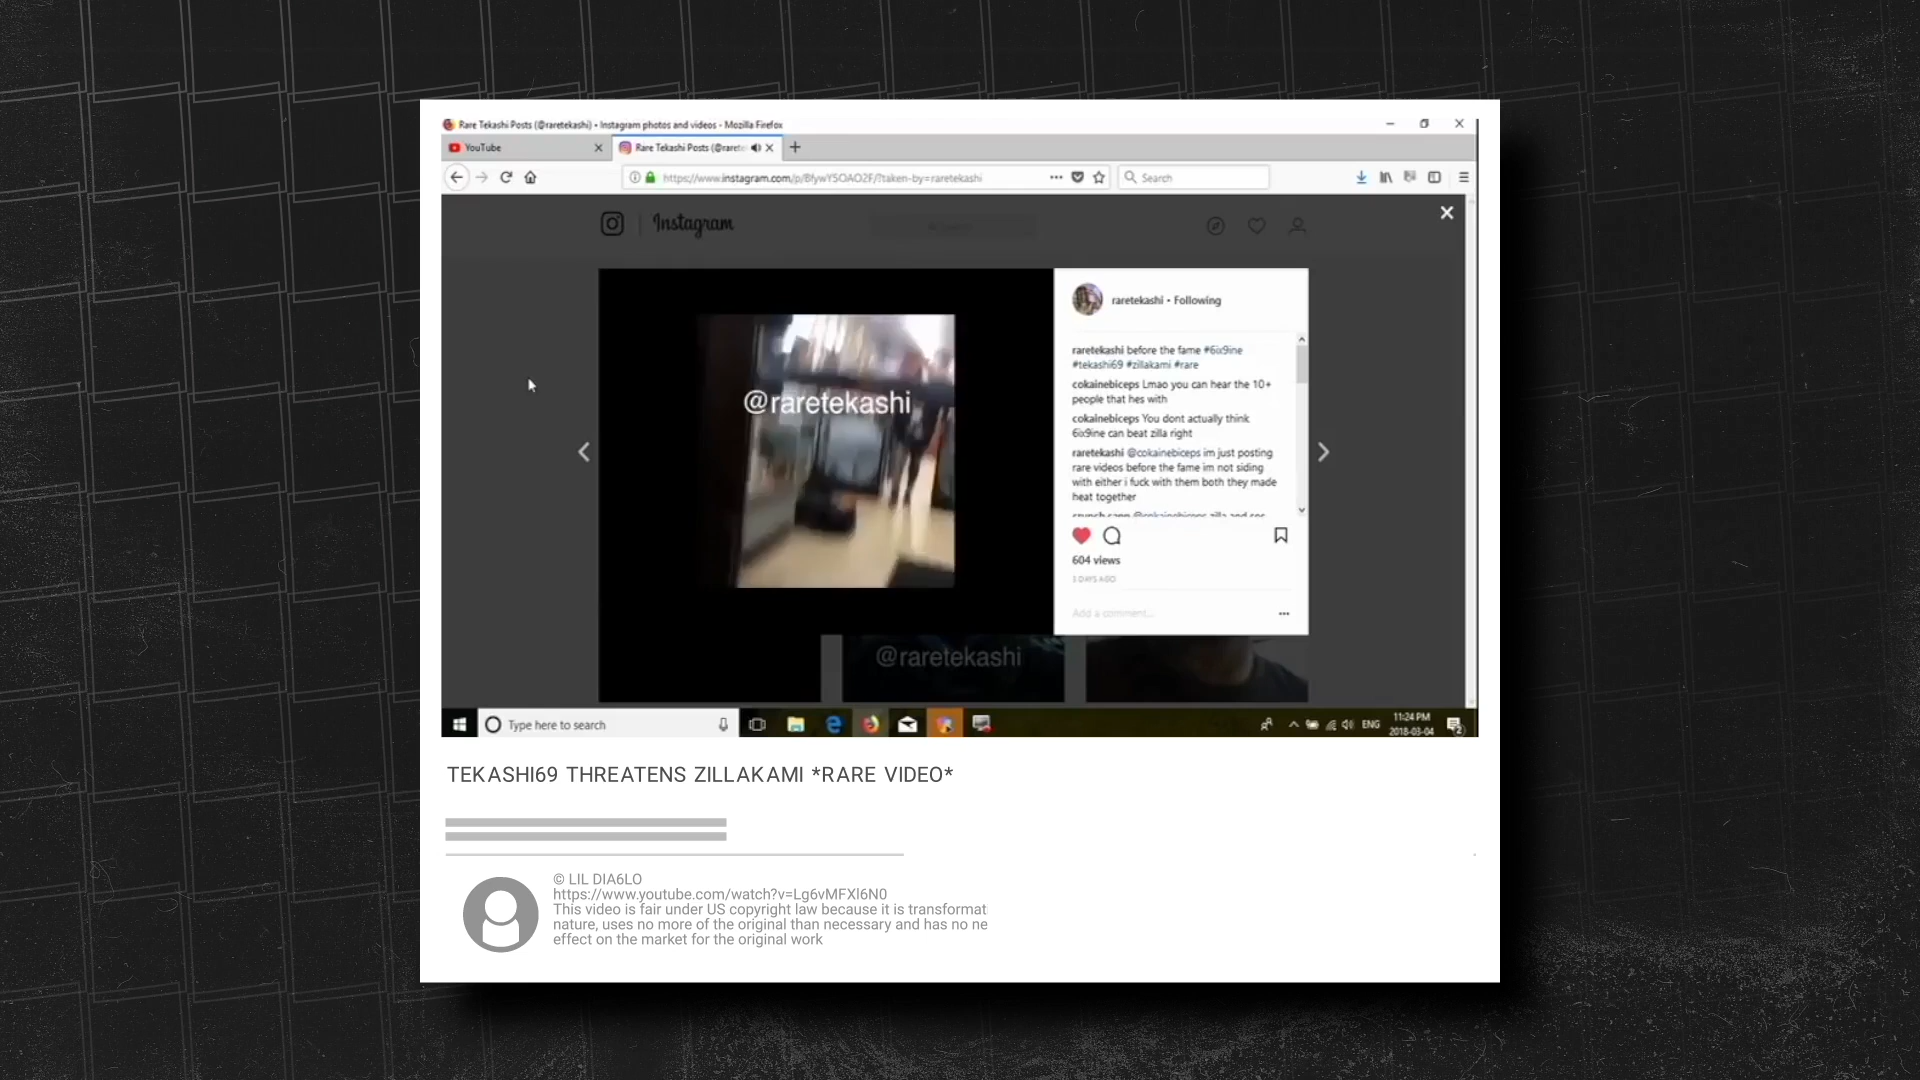 Rare Tekashi Posts (@raretekashi) • Instagram photos and videos - Mozilla Firefox
YouTube
Rare Tekashi Posts (@rarete
https://www.instagram.com/p/BfywY5OAO2F/?taken-by=raretekashi
Search
Instagram
raretekashi • Following
@raretekashi
raretekashi before the fame #6ix9ine
#tekashi69 #zillakami #rare
cokainebiceps Lmao you can hear the 10+
people that hes with
cokainebiceps You dont actually think
6ix9ine can beat zilla right
raretekashi @cokainebiceps im just posting
rare videos before the fame im not siding
with either i fuck with them both they made
heat together
@cokainebiceps zilla and
604 views
3 DAYS AGO
Add a comment...
@raretekashi
Type here to search
ENG
11:24 PM
2018-03-04
2
TEKASHI69 THREATENS ZILLAKAMI *RARE VIDEO*
© LIL DIA6LO
https://www.youtube.com/watch?v=Lg6vMFXl6N0
This video is fair under US copyright law because it is transformat
nature, uses no more of the original than necessary and has no ne
effect on the market for the original work